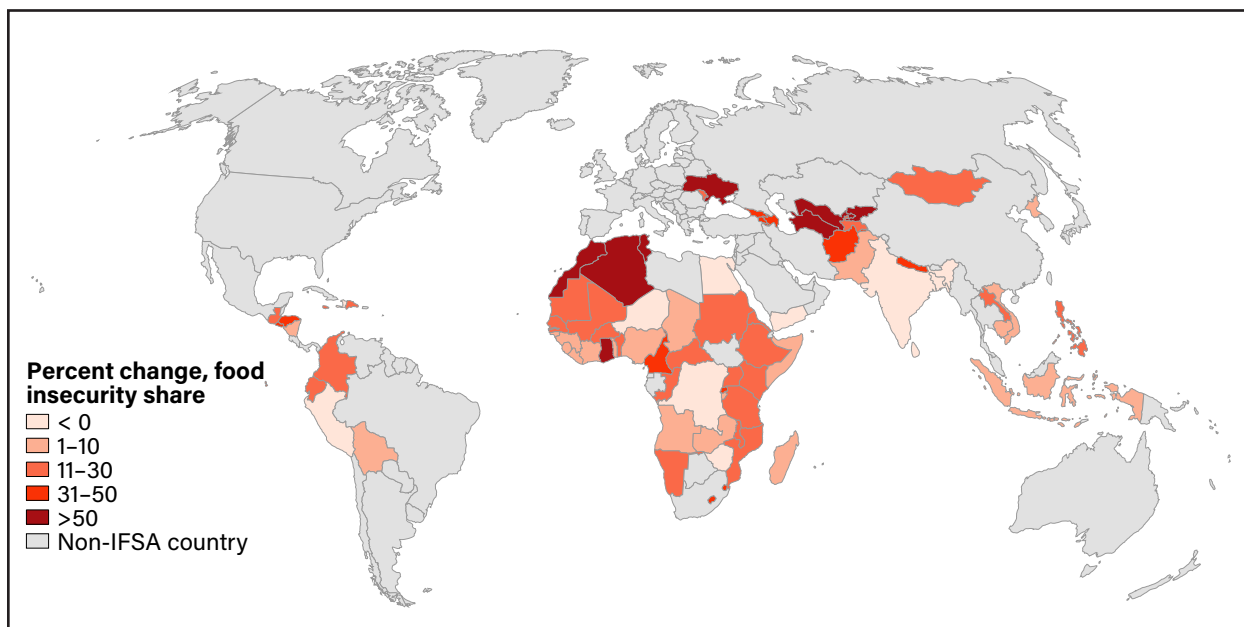 Percent change, food
insecurity share
< 0
1–10
11–30
31–50
>50
Non-IFSA country